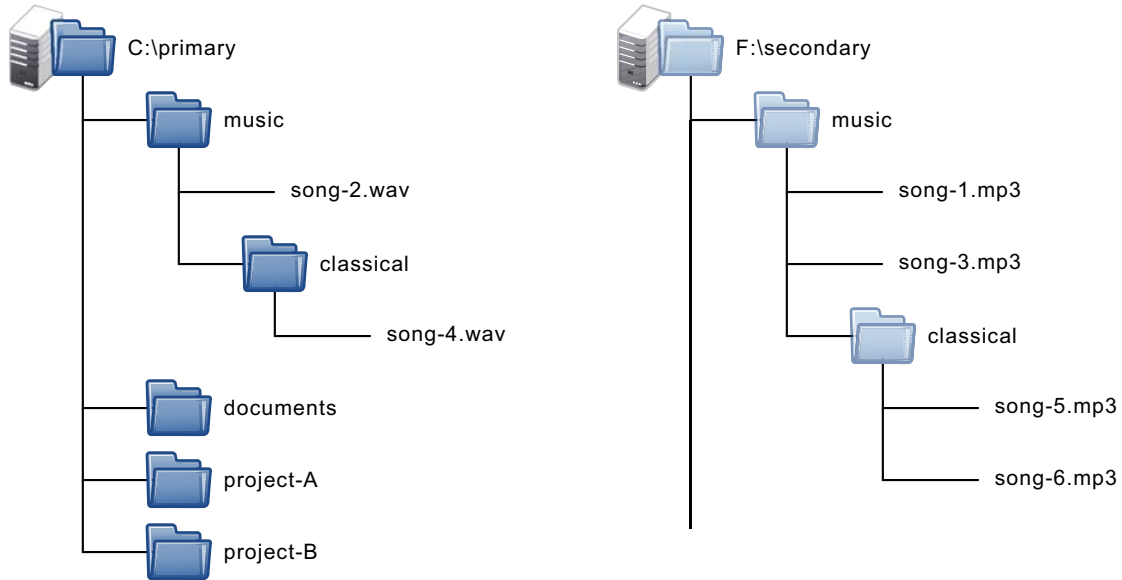 C:\primary
music
song-2.wav
classical
song-4.wav
documents
project-A
project-B
F:\secondary
music
song-1.mp3
song-3.mp3
classical
song-5.mp3
song-6.mp3